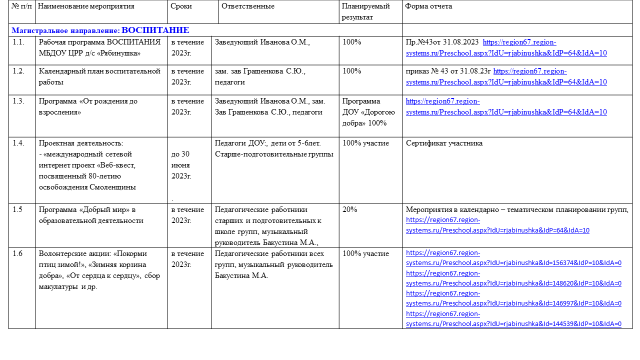 № п/п Наименование мероприятия Сроки Ответственные Планируемый результат Форма отчета
Магистральное направление: ВОСПИТАНИЕ
1.1. Рабочая программа ВОСПИТАНИЯ МБДОУ ЦРР д/с «Рябинушка» в течение 2023г. Заведующий Иванова О.М., 100% Пр.№43от 31.08.2023 https://region67.region-systems.ru/Preschool.aspx?IdU=rjabinushka&IdP=64&IdA=10
1.2. Календарный план воспитательной работы в течение 2023г. зам. зав Грашенкова С.Ю., педагоги 100% приказ № 43 от 31.08.23г https://region67.region-systems.ru/Preschool.aspx?IdU=rjabinushka&IdP=64&IdA=10
1.3. Программа «От рождения до взросления» в течение 2023г. Заведующий Иванова О.М., зам. Зав Грашенкова С.Ю., педагоги Программа ДОУ «Дорогою добра» 100% https://region67.region-systems.ru/Preschool.aspx?IdU=rjabinushka&IdP=64&IdA=10
1.4. Проектная деятельность: -«международный сетевой интернет проект «Веб-квест, посвященный 80-летию освобождения Смоленщины до 30 июня 2023г. . Педагоги ДОУ;, дети от 5-6лет. Старше-подготовительные группы 100% участие Сертификат участника
1.5 Программа «Добрый мир» в образовательной деятельности в течение 2023г. Педагогические работники старших и подготовительных к школе групп, музыкальный руководитель Бакустина М.А., 20% Мероприятия в календарно – тематическом планировании групп, https://region67.region-systems.ru/Preschool.aspx?IdU=rjabinushka&IdP=64&IdA=10
1.6 Волонтерские акции: «Покорми птиц зимой!», «Зимняя корзина добра», «От сердца к сердцу», сбор макулатуры и др. в течение 2023г. Педагогические работники всех групп, музыкальный руководитель Бакустина М.А. 100% участие https://region67.region-systems.ru/Preschool.aspx?IdU=rjabinushka&Id=156374&IdP=10&IdA=0
https://region67.region-systems.ru/Preschool.aspx?IdU=rjabinushka&Id=148620&IdP=10&IdA=0
https://region67.region-systems.ru/Preschool.aspx?IdU=rjabinushka&Id=146997&IdP=10&IdA=0
https://region67.region-systems.ru/Preschool.aspx?IdU=rjabinushka&Id=144539&IdP=10&IdA=0